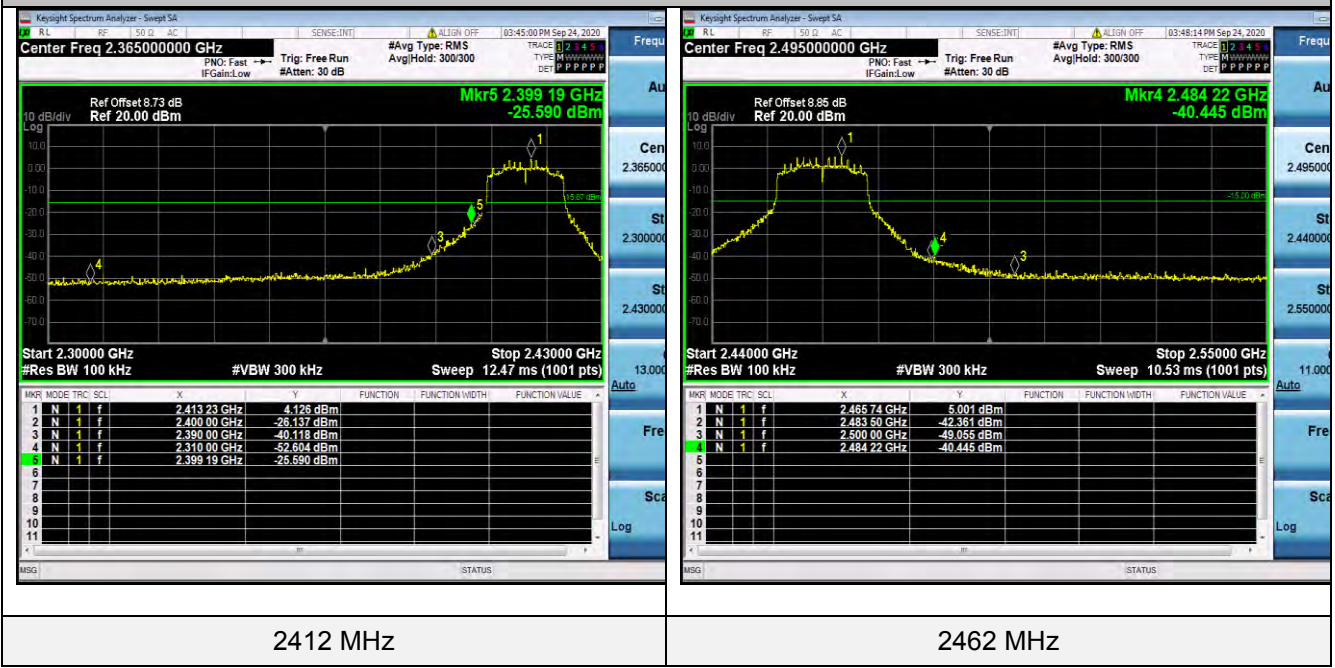 Keysight Spectrum Analyzer - Swept SA
RL RF 50 Ω AC SENSE:INT ALIGN OFF 03:45:00 PM Sep 24, 2020
Center Freq 2.365000000 GHz
PNO: Fast
IFGain:Low
Trig: Free Run
#Atten: 30 dB
#Avg Type: RMS
Avg|Hold: 300/300
TRACE 1 2 3 4 5 6
TYPE M WWWWW
DET P P P P P P
Ref Offset 8.73 dB
Ref 20.00 dBm
10 dB/div
Log
Mkr5 2.399 19 GHz
-25.590 dBm
10.0
0.00
-10.0
-20.0
-30.0
-40.0
-50.0
-60.0
-70.0
1
-15.87 dBm
5
3
4
Start 2.30000 GHz
Stop 2.43000 GHz
#Res BW 100 kHz
#VBW 300 kHz
Sweep 12.47 ms (1001 pts)
MKR MODE TRC SCL X Y FUNCTION FUNCTION WIDTH FUNCTION VALUE
1 N 1 f 2.413 23 GHz 4.126 dBm
2 N 1 f 2.400 00 GHz -26.137 dBm
3 N 1 f 2.390 00 GHz -40.118 dBm
4 N 1 f 2.310 00 GHz -52.604 dBm
5 N 1 f 2.399 19 GHz -25.590 dBm
6
7
8
9
10
11
MSG
STATUS
Frequ
Au
Cen
2.365000
St
2.300000
St
2.430000
13.000
Auto
Fre
Sca
Log
2412 MHz
Keysight Spectrum Analyzer - Swept SA
RL RF 50 Ω AC SENSE:INT ALIGN OFF 03:48:14 PM Sep 24, 2020
Center Freq 2.495000000 GHz
PNO: Fast
IFGain:Low
Trig: Free Run
#Atten: 30 dB
#Avg Type: RMS
Avg|Hold: 300/300
TRACE 1 2 3 4 5 6
TYPE M WWWWW
DET P P P P P P
Ref Offset 8.85 dB
Ref 20.00 dBm
10 dB/div
Log
Mkr4 2.484 22 GHz
-40.445 dBm
10.0
0.00
-10.0
-20.0
-30.0
-40.0
-50.0
-60.0
-70.0
1
-15.00 dBm
4
3
Start 2.44000 GHz
Stop 2.55000 GHz
#Res BW 100 kHz
#VBW 300 kHz
Sweep 10.53 ms (1001 pts)
MKR MODE TRC SCL X Y FUNCTION FUNCTION WIDTH FUNCTION VALUE
1 N 1 f 2.465 74 GHz 5.001 dBm
2 N 1 f 2.483 50 GHz -42.361 dBm
3 N 1 f 2.500 00 GHz -49.055 dBm
4 N 1 f 2.484 22 GHz -40.445 dBm
5
6
7
8
9
10
11
MSG
STATUS
Frequ
Au
Cen
2.495000
St
2.440000
St
2.550000
11.000
Auto
Fre
Sca
Log
2462 MHz